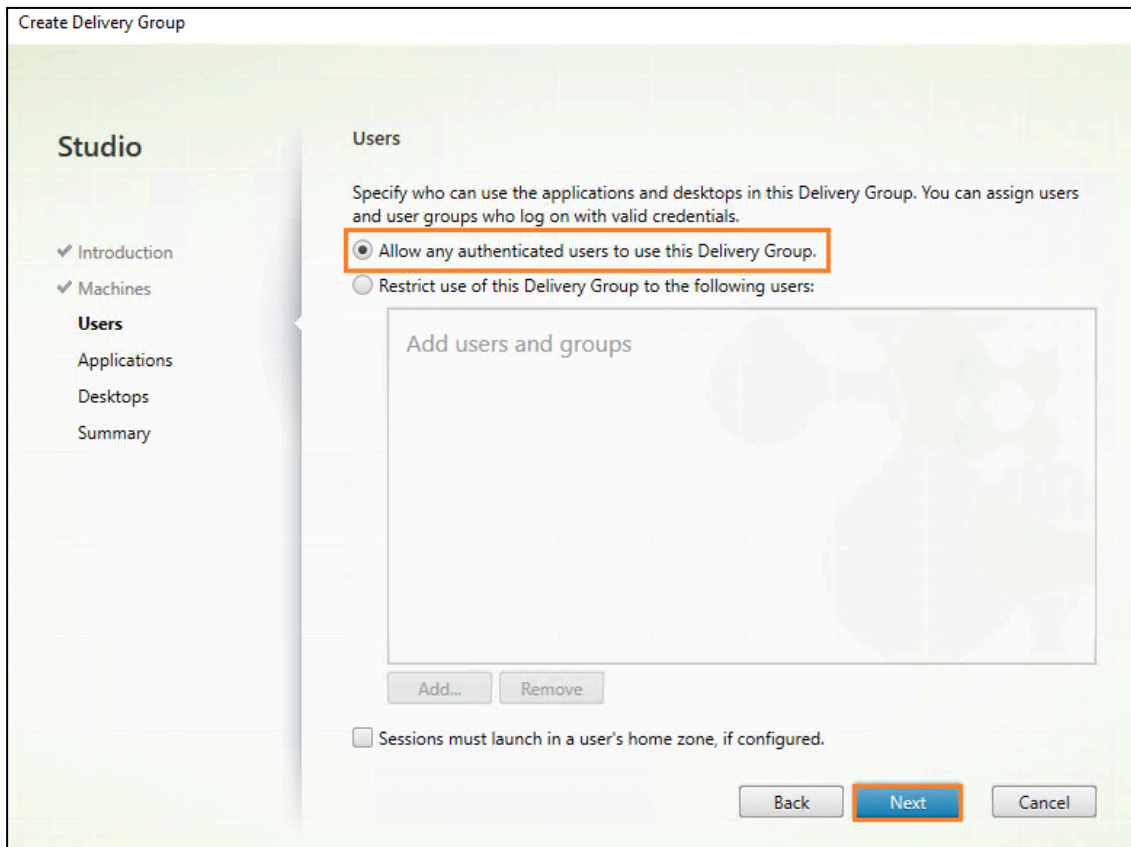 Create Delivery Group
Studio
Introduction
Machines
Users
Applications
Desktops
Summary
Users
Specify who can use the applications and desktops in this Delivery Group. You can assign users
and user groups who log on with valid credentials.
Allow any authenticated users to use this Delivery Group.
Restrict use of this Delivery Group to the following users:
Add users and groups
Add...
Remove
Sessions must launch in a user's home zone, if configured.
Back
Next
Cancel